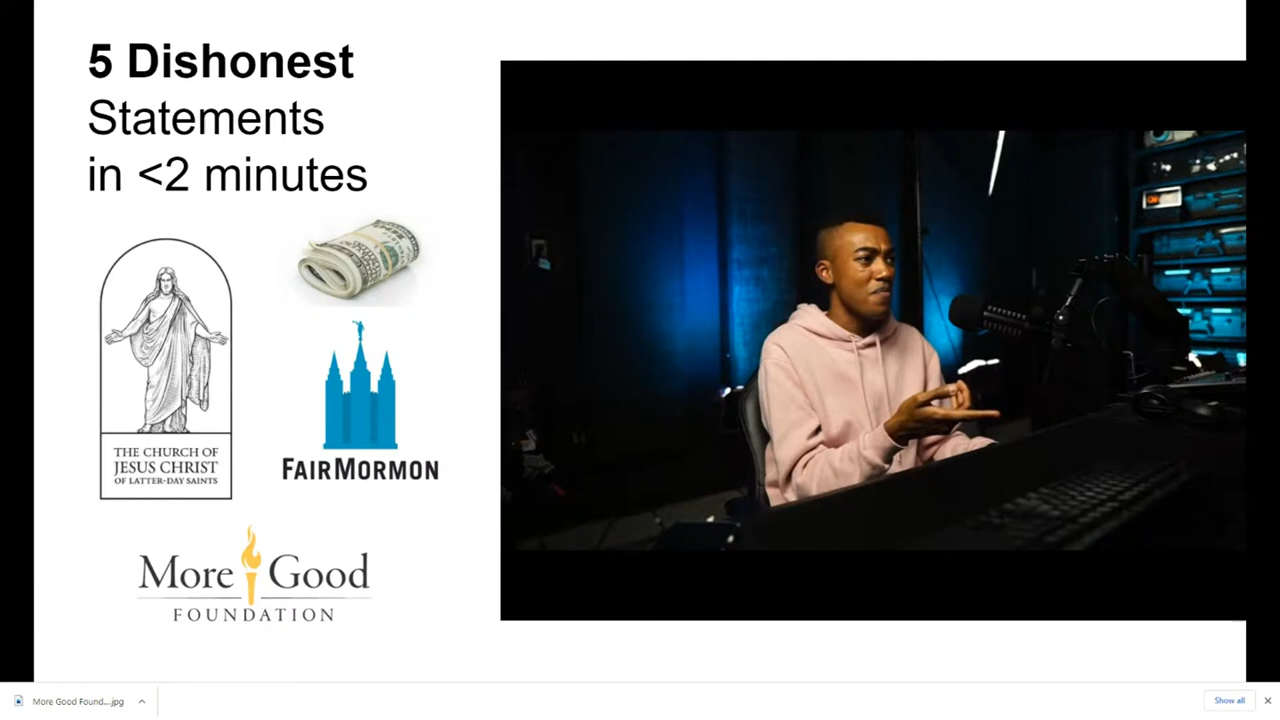 5 Dishonest
Statements
in <2 minutes
THE CHURCH OF
JESUS CHRIST
OF LATTER-DAY SAINTS
FAIRMORMON
More Good
FOUNDATION
More Good Found....jpg
Show all